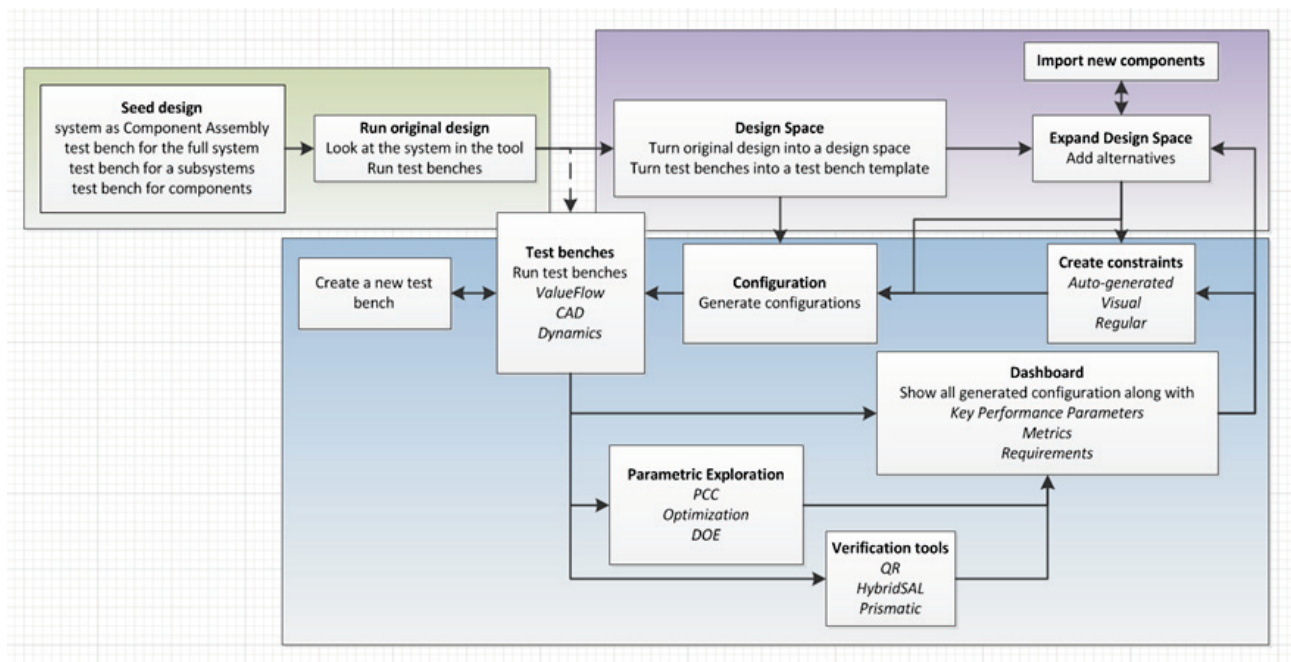 Seed design
system as Component Assembly
test bench for the full system
test bench for a subsystems
test bench for components
Run original design
Look at the system in the tool
Run test benches
Design Space
Turn original design into a design space
Turn test benches into a test bench template
Import new components
Expand Design Space
Add alternatives
Create a new test
bench
Test benches
Run test benches
ValueFlow
CAD
Dynamics
Configuration
Generate configurations
Create constraints
Auto-generated
Visual
Regular
Dashboard
Show all generated configuration along with
Key Performance Parameters
Metrics
Requirements
Parametric Exploration
PCC
Optimization
DOE
Verification tools
QR
HybridSAL
Prismatic